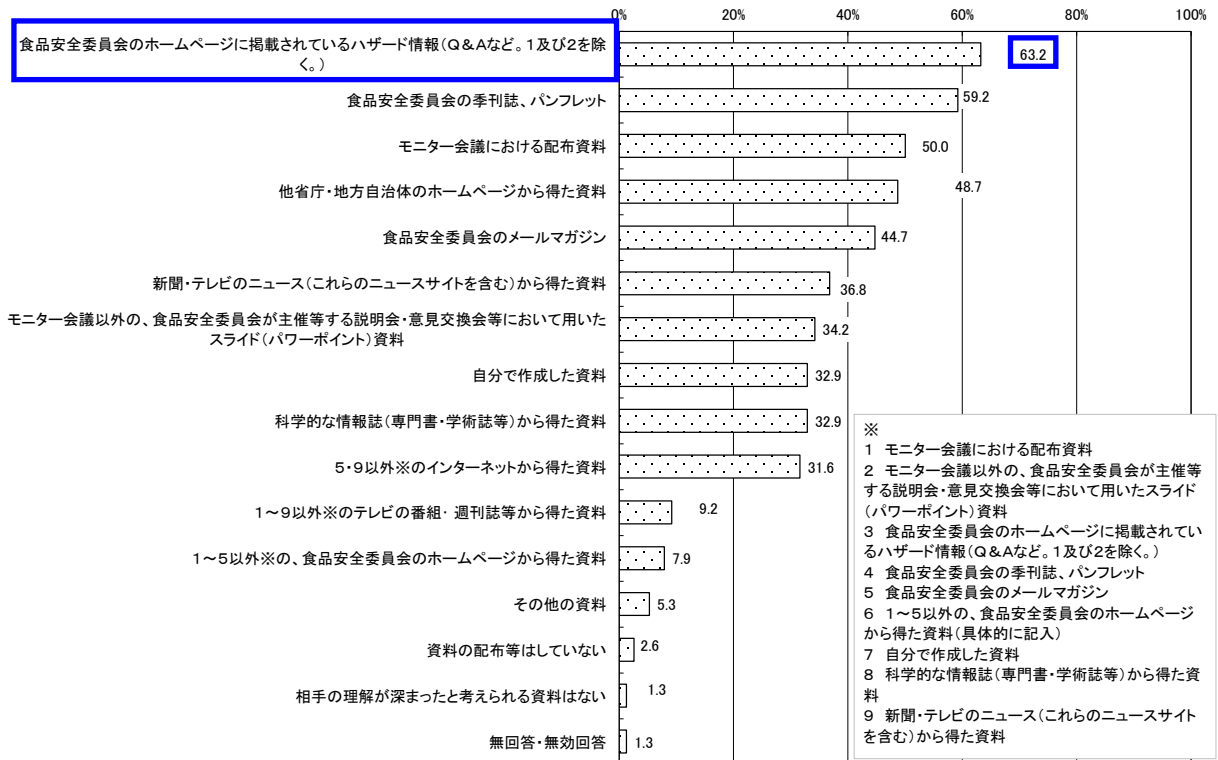 0% 20% 40% 60% 80% 100%
食品安全委員会のホームページに掲載されているハザード情報(Q&Aなど。1及び2を除
く。)
63.2
食品安全委員会の季刊誌、パンフレット
59.2
モニター会議における配布資料
50.0
他省庁・地方自治体のホームページから得た資料
48.7
食品安全委員会のメールマガジン
44.7
新聞・テレビのニュース(これらのニュースサイトを含む)から得た資料
36.8
モニター会議以外の、食品安全委員会が主催等する説明会・意見交換会等において用いた
スライド(パワーポイント)資料
34.2
自分で作成した資料
32.9
科学的な情報誌(専門書・学術誌等)から得た資料
32.9
5・9以外※のインターネットから得た資料
31.6
1~9以外※のテレビの番組・ 週刊誌等から得た資料
9.2
1~5以外※の、食品安全委員会のホームページから得た資料
7.9
その他の資料
5.3
資料の配布等はしていない
2.6
相手の理解が深まったと考えられる資料はない
1.3
無回答・無効回答
1.3
※
1 モニター会議における配布資料
2 モニター会議以外の、食品安全委員会が主催等
する説明会・意見交換会等において用いたスライド
(パワーポイント)資料
3 食品安全委員会のホームページに掲載されてい
るハザード情報(Q&Aなど。1及び2を除く。)
4 食品安全委員会の季刊誌、パンフレット
5 食品安全委員会のメールマガジン
6 1~5以外の、食品安全委員会のホームページ
から得た資料(具体的に記入)
7 自分で作成した資料
8 科学的な情報誌(専門書・学術誌等)から得た資
料
9 新聞・テレビのニュース(これらのニュースサイト
を含む)から得た資料